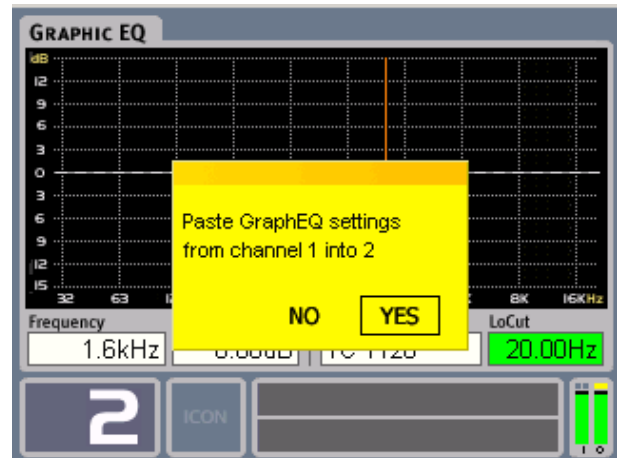 GRAPHIC EQ
dB
12
9
6
3
0
3
6
9
12
15
Paste GraphEQ settings
from channel 1 into 2
NO YES
32 63 8K 16KHz
Frequency LoCut
1.6kHz 20.00Hz
2 ICON
I O